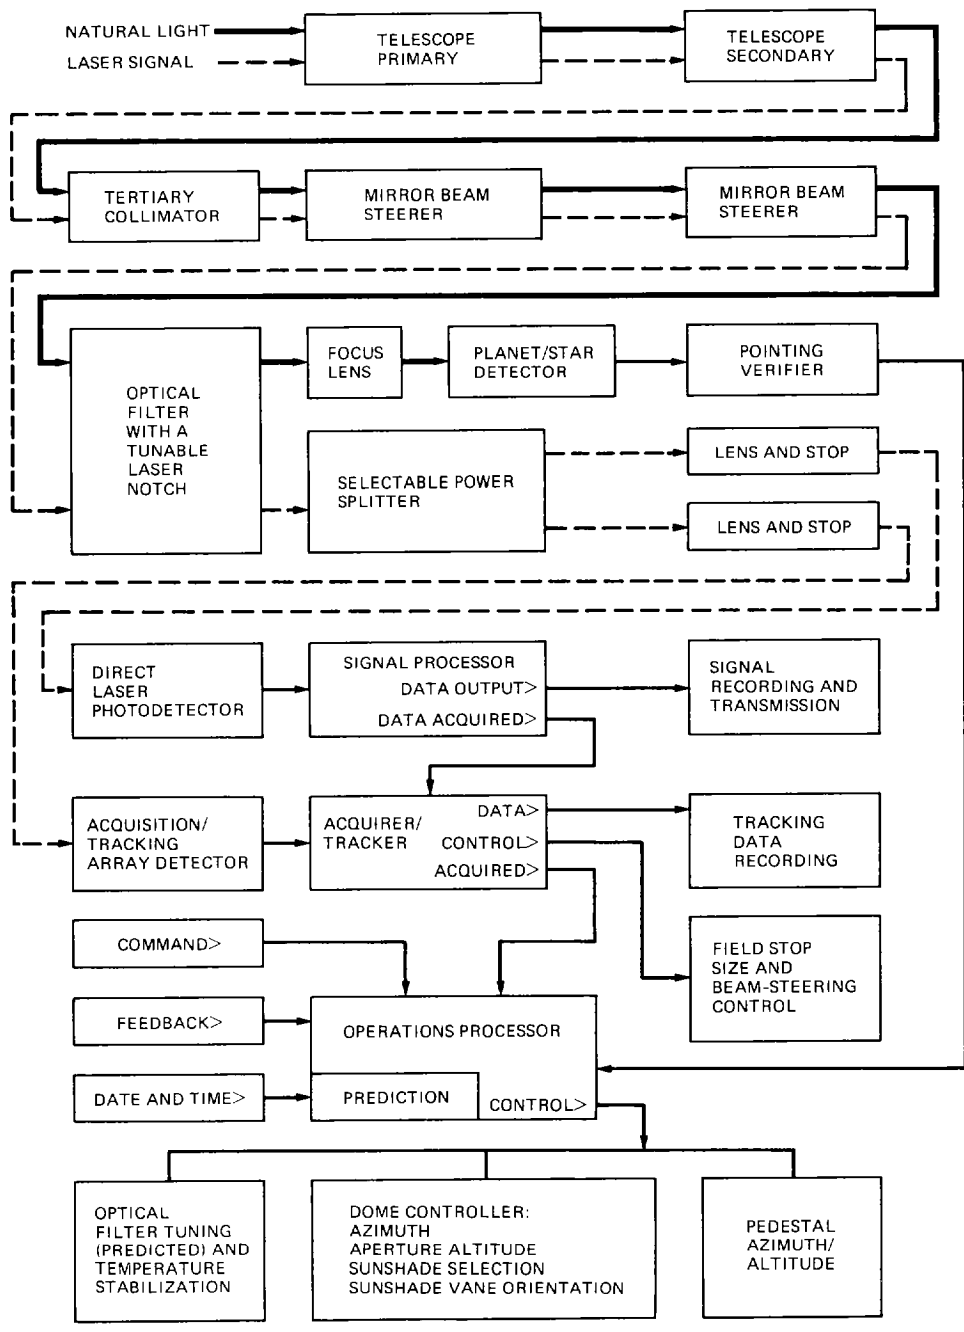 NATURAL LIGHT
LASER SIGNAL
TELESCOPE
PRIMARY
TELESCOPE
SECONDARY
TERTIARY
COLLIMATOR
MIRROR BEAM
STEERER
MIRROR BEAM
STEERER
OPTICAL
FILTER
WITH A
TUNABLE
LASER
NOTCH
FOCUS
LENS
PLANET/STAR
DETECTOR
POINTING
VERIFIER
SELECTABLE POWER
SPLITTER
LENS AND STOP
LENS AND STOP
DIRECT
LASER
PHOTODETECTOR
SIGNAL PROCESSOR
DATA OUTPUT>
DATA ACQUIRED>
SIGNAL
RECORDING AND
TRANSMISSION
ACQUISITION/
TRACKING
ARRAY DETECTOR
ACQUIRER/
TRACKER
DATA>
CONTROL>
ACQUIRED>
TRACKING
DATA
RECORDING
COMMAND>
FIELD STOP
SIZE AND
BEAM-STEERING
CONTROL
FEEDBACK>
OPERATIONS PROCESSOR
DATE AND TIME>
PREDICTION
CONTROL>
OPTICAL
FILTER TUNING
(PREDICTED) AND
TEMPERATURE
STABILIZATION
DOME CONTROLLER:
AZIMUTH
APERTURE ALTITUDE
SUNSHADE SELECTION
SUNSHADE VANE ORIENTATION
PEDESTAL
AZIMUTH/
ALTITUDE